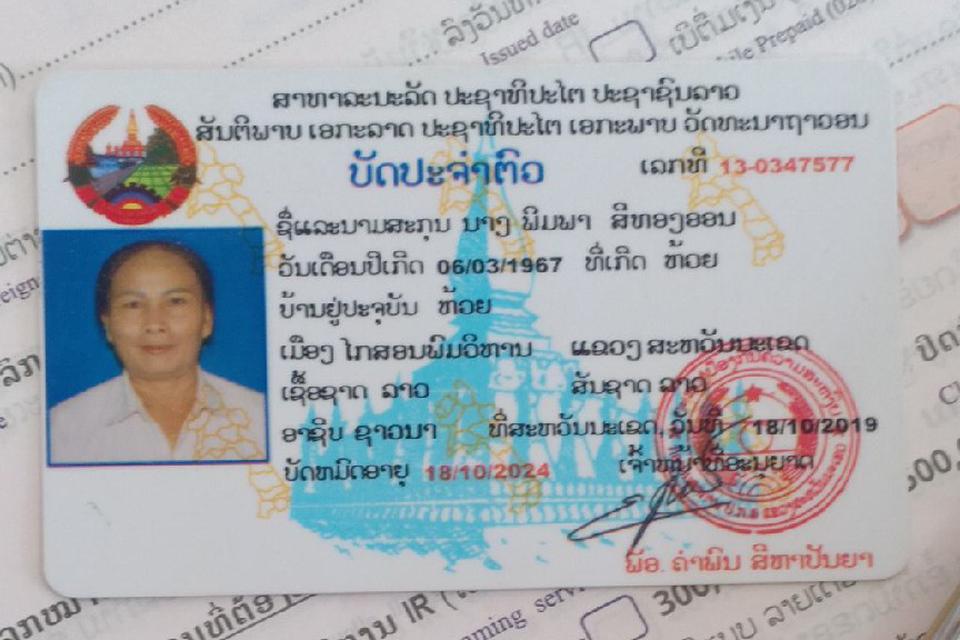 ລົງວັນທີ
Issued date
Prepaid
ສາທາລະນະລັດ ປະຊາທິປະໄຕ ປະຊາຊົນລາວ
ສັນຕິພາບ ເອກະລາດ ປະຊາທິປະໄຕ ເອກະພາບ ວັດທະນາຖາວອນ
ບັດປະຈຳຕົວ
ເລກທີ 13-0347577
ຊື່ແລະນາມສະກຸນ ນາງ ພິມພາ ສີທອງອອນ
ວັນເດືອນປີເກີດ 06/03/1967 ທີ່ເກີດ ຫ້ວຍ
ບ້ານຢູ່ປະຈຸບັນ ຫ້ວຍ
ເມືອງ ໄກສອນພົມວິຫານ ແຂວງ ສະຫວັນນະເຂດ
ເຊື້ອຊາດ ລາວ ສັນຊາດ ລາວ
ອາຊີບ ຊາວນາ ທີ່ສະຫວັນນະເຂດ, ວັນທີ 18/10/2019
ບັດຫມົດອາຍຸ 18/10/2024 ເຈົ້າຫນ້າທີ່ອະນຸຍາດ
ພັອ. ຄຳພົນ ສີຫາປັນຍາ